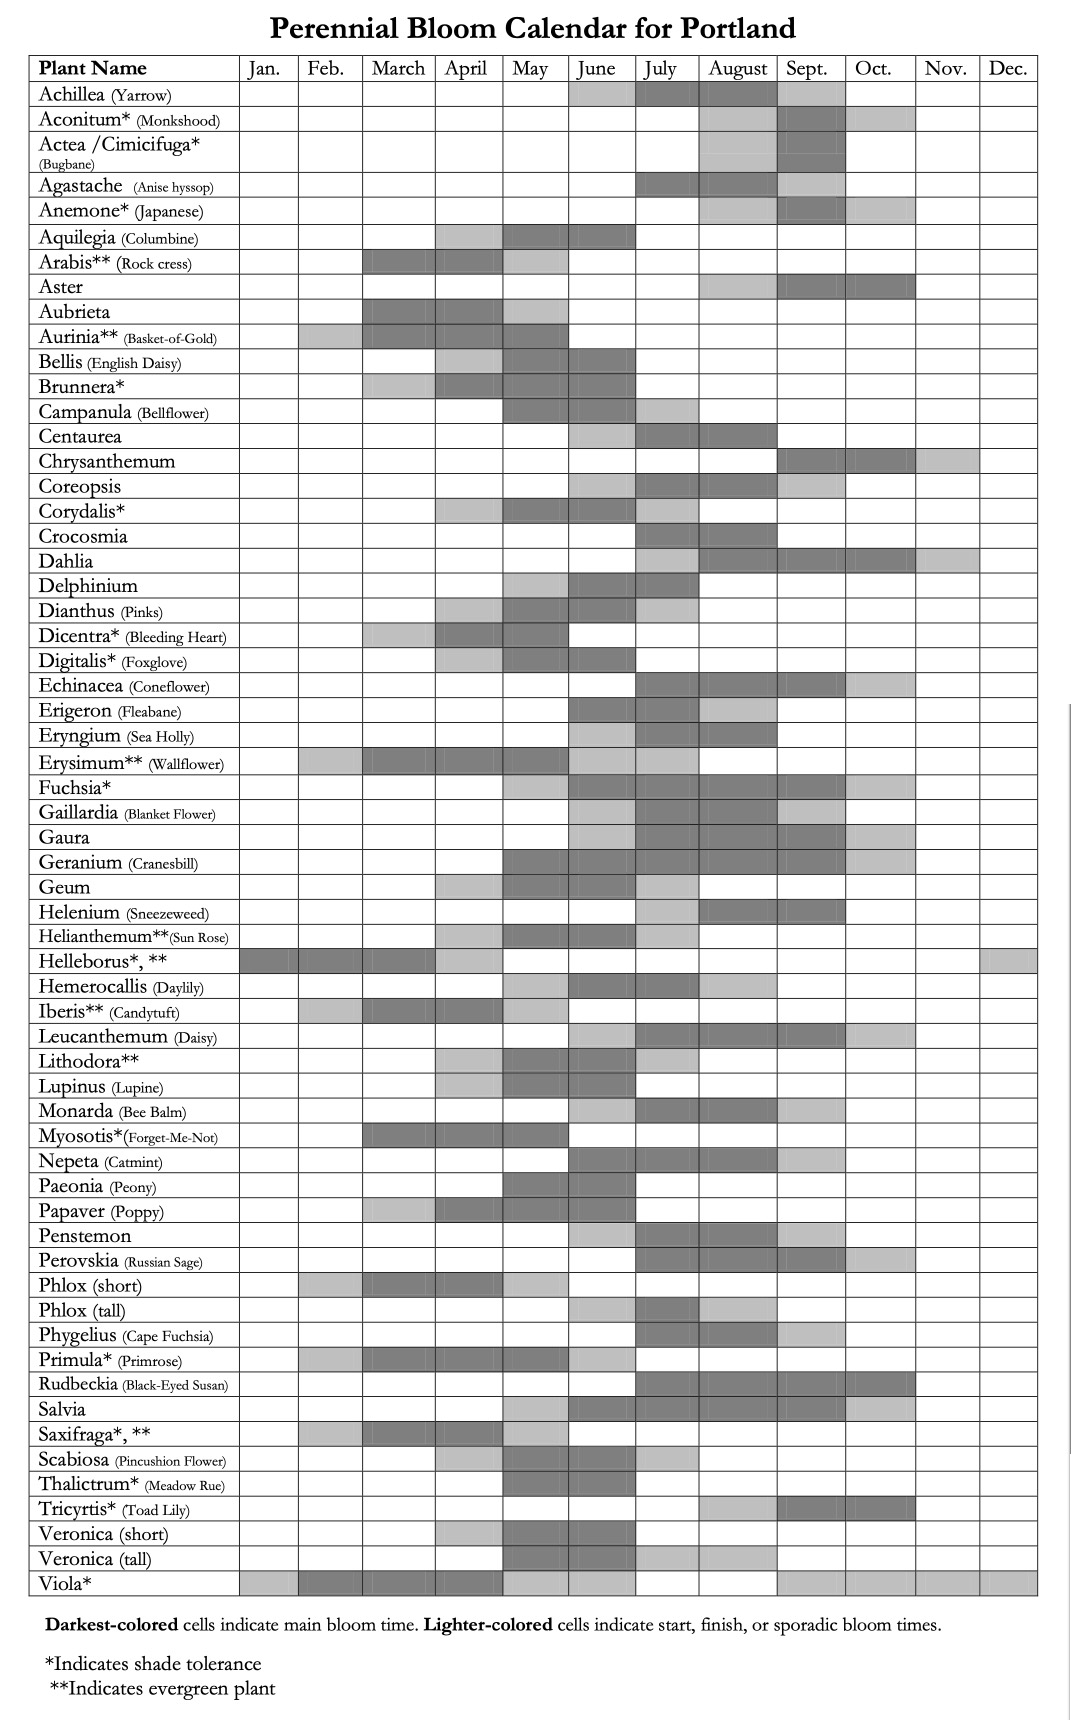 Perennial Bloom Calendar for Portland
Plant Name Jan. Feb. March April May June July August Sept. Oct. Nov. Dec.
Achillea (Yarrow)
Aconitum* (Monkshood)
Actea /Cimicifuga*
(Bugbane)
Agastache (Anise hyssop)
Anemone* (Japanese)
Aquilegia (Columbine)
Arabis** (Rock cress)
Aster
Aubrieta
Aurinia** (Basket-of-Gold)
Bellis (English Daisy)
Brunnera*
Campanula (Bellflower)
Centaurea
Chrysanthemum
Coreopsis
Corydalis*
Crocosmia
Dahlia
Delphinium
Dianthus (Pinks)
Dicentra* (Bleeding Heart)
Digitalis* (Foxglove)
Echinacea (Coneflower)
Erigeron (Fleabane)
Eryngium (Sea Holly)
Erysimum** (Wallflower)
Fuchsia*
Gaillardia (Blanket Flower)
Gaura
Geranium (Cranesbill)
Geum
Helenium (Sneezeweed)
Helianthemum**(Sun Rose)
Helleborus*, **
Hemerocallis (Daylily)
Iberis** (Candytuft)
Leucanthemum (Daisy)
Lithodora**
Lupinus (Lupine)
Monarda (Bee Balm)
Myosotis*(Forget-Me-Not)
Nepeta (Catmint)
Paeonia (Peony)
Papaver (Poppy)
Penstemon
Perovskia (Russian Sage)
Phlox (short)
Phlox (tall)
Phygelius (Cape Fuchsia)
Primula* (Primrose)
Rudbeckia (Black-Eyed Susan)
Salvia
Saxifraga*, **
Scabiosa (Pincushion Flower)
Thalictrum* (Meadow Rue)
Tricyrtis* (Toad Lily)
Veronica (short)
Veronica (tall)
Viola*
Darkest-colored cells indicate main bloom time. Lighter-colored cells indicate start, finish, or sporadic bloom times.
*Indicates shade tolerance
**Indicates evergreen plant